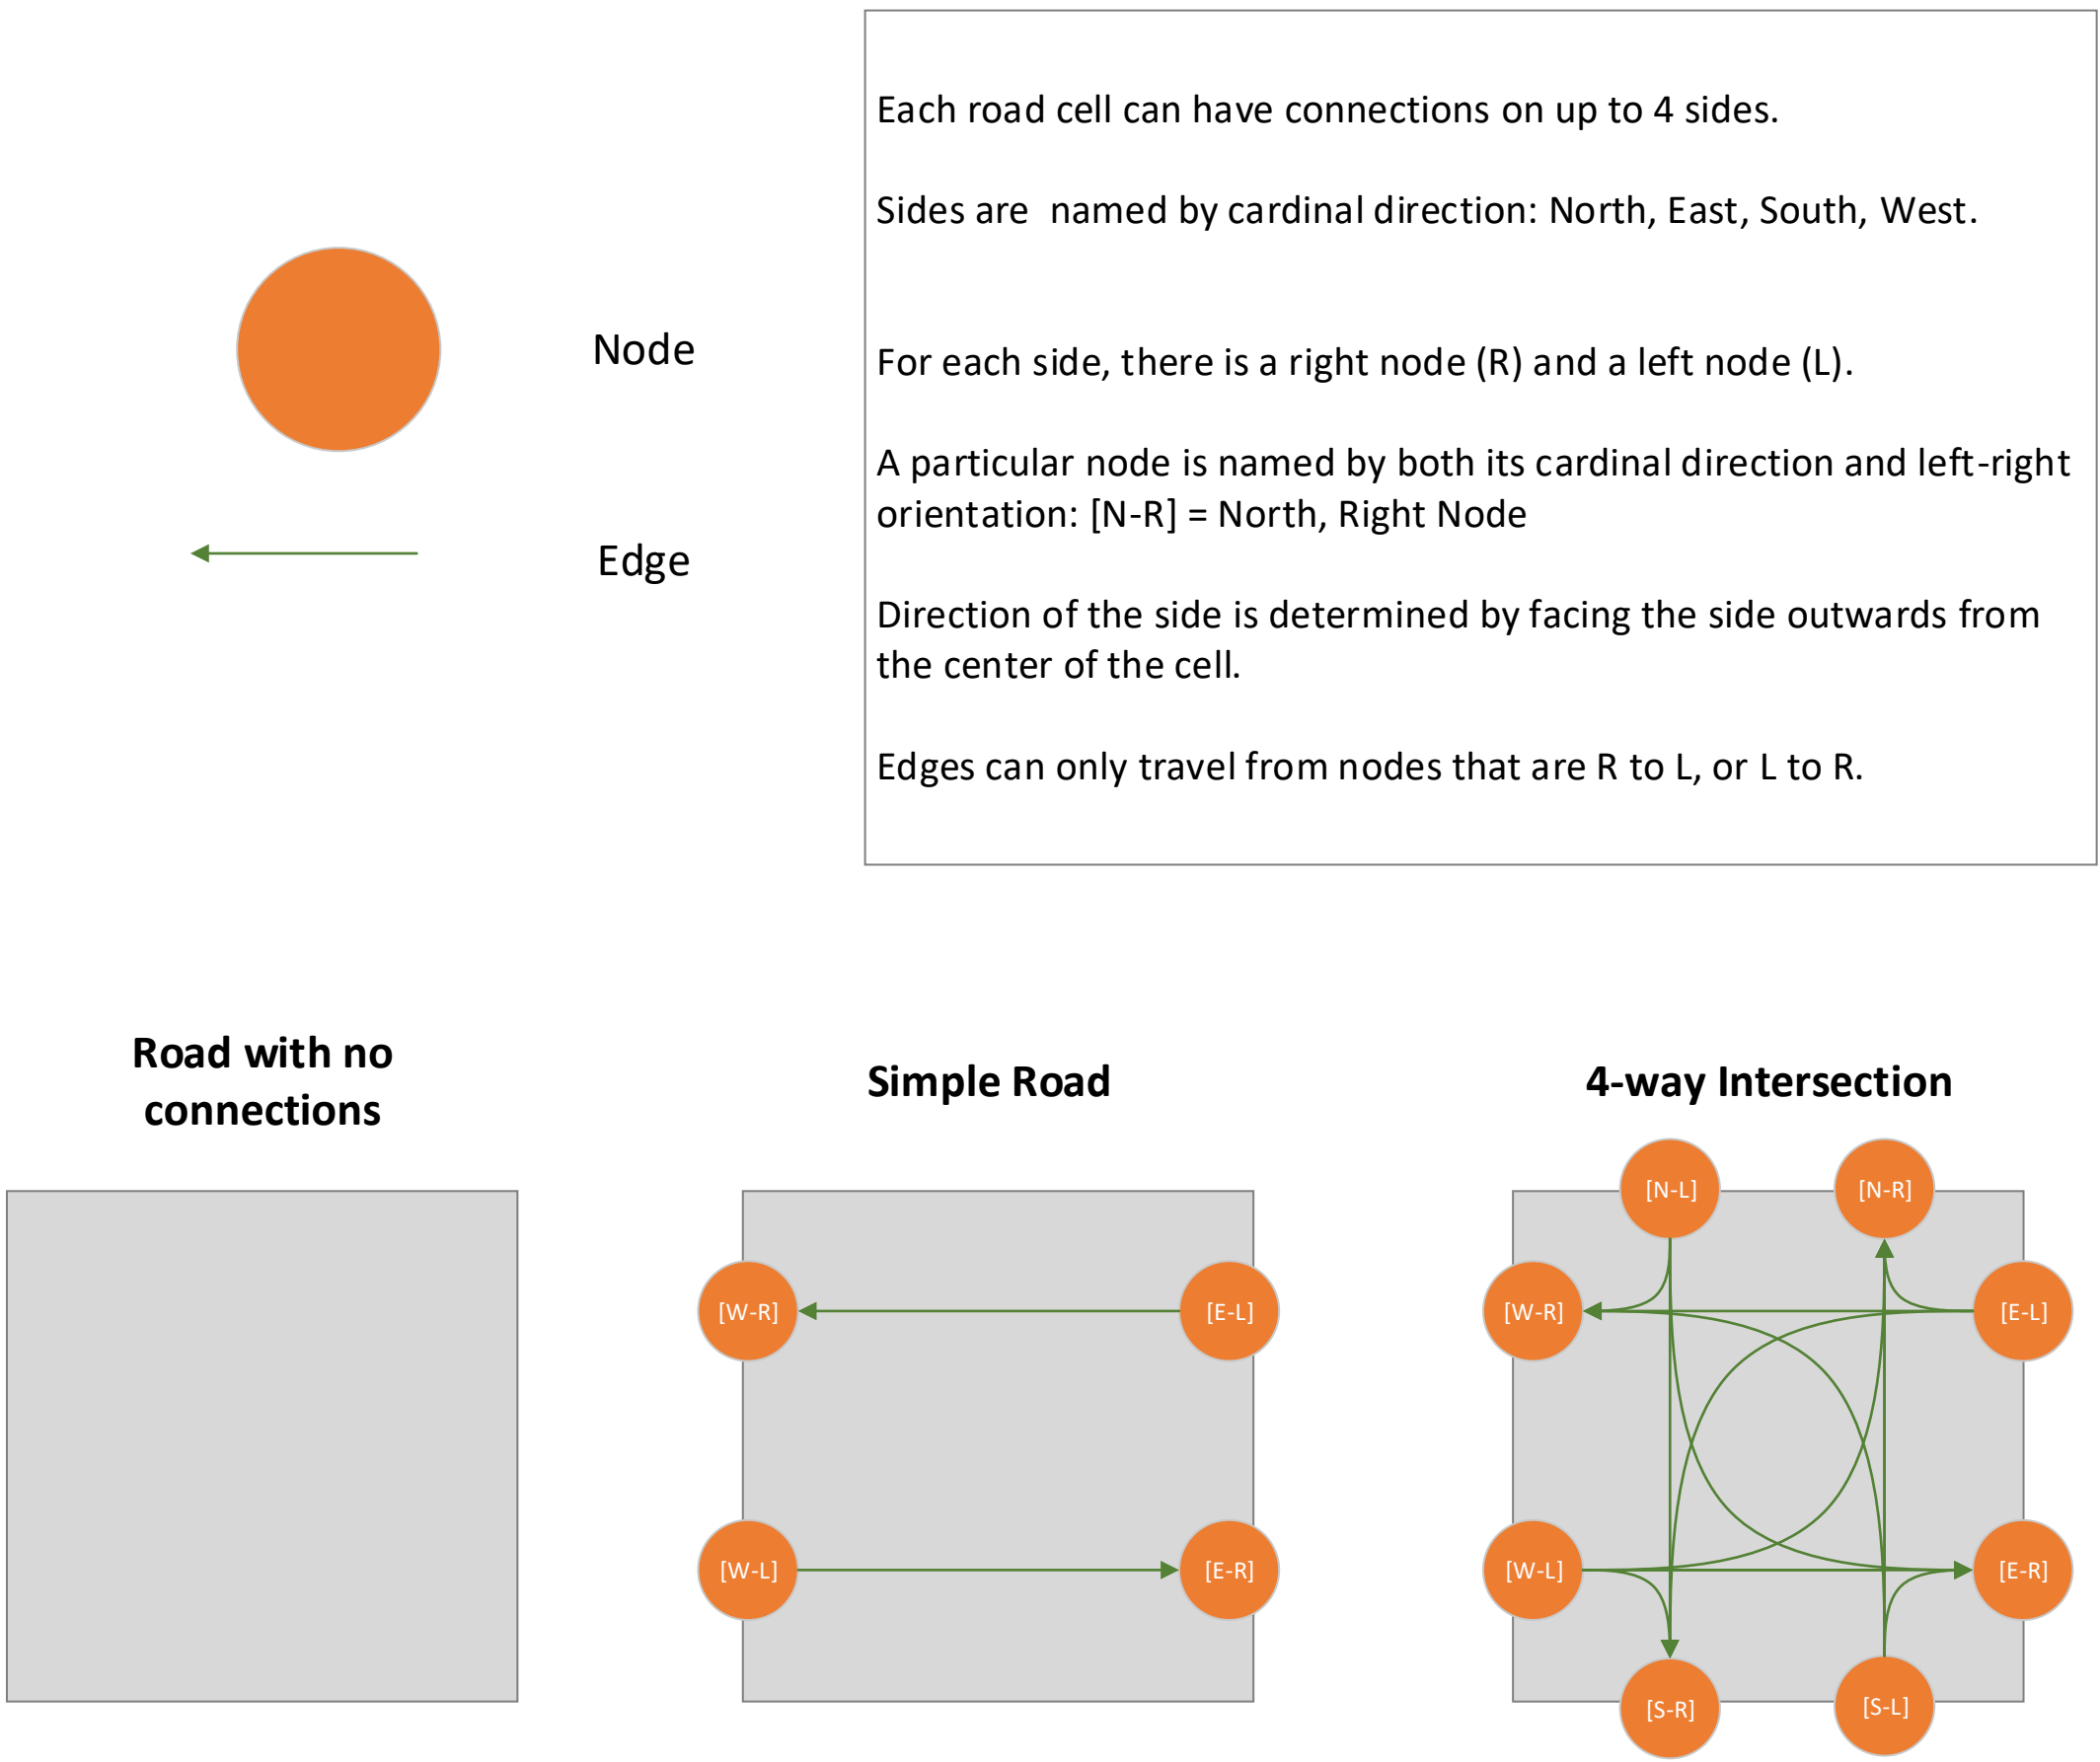 Each road cell can have connections on up to 4 sides.
Sides are  named by cardinal direction: North, East, South, West.
For each side, there is a right node (R) and a left node (L).
A particular node is named by both its cardinal direction and left-right
orientation: [N-R] = North, Right Node
Direction of the side is determined by facing the side outwards from
the center of the cell.
Edges can only travel from nodes that are R to L, or L to R.
Node
Edge
Road with no
connections
Simple Road
[W-R]
[E-L]
[W-L]
[E-R]
4-way Intersection
[N-L]
[N-R]
[W-R]
[E-L]
[W-L]
[E-R]
[S-R]
[S-L]